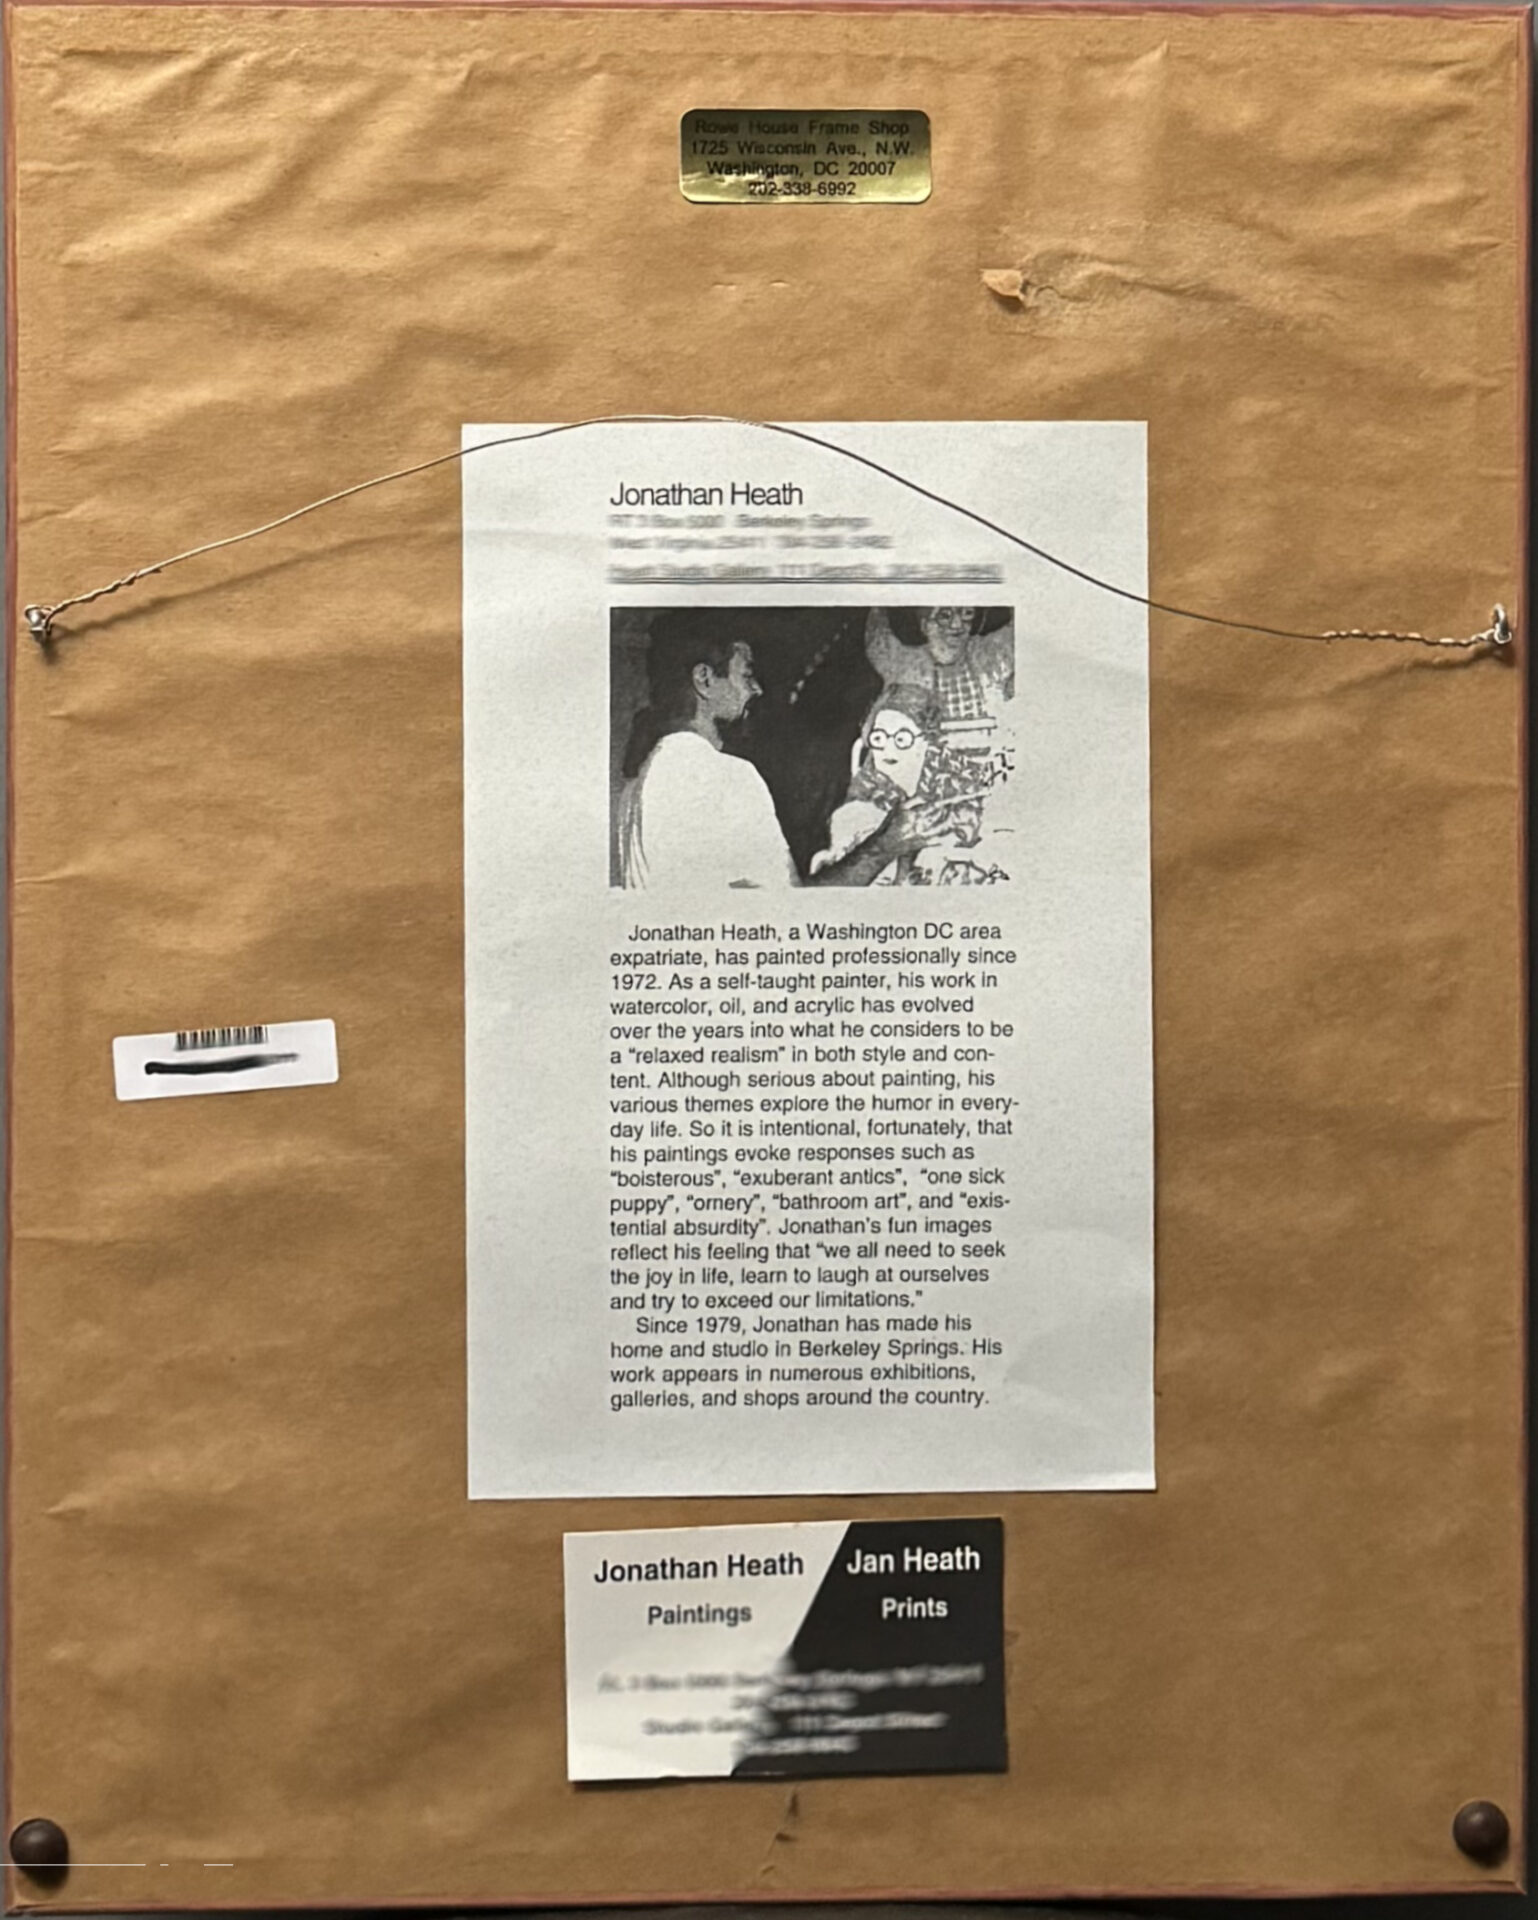 Rowe House Frame Shop
1725 Wisconsin Ave., N.W.
Washington, DC 20007
202-338-6992
Jonathan Heath
Jonathan Heath, a Washington DC area
expatriate, has painted professionally since
1972. As a self-taught painter, his work in
watercolor, oil, and acrylic has evolved
over the years into what he considers to be
a “relaxed realism” in both style and con-
tent. Although serious about painting, his
various themes explore the humor in every-
day life. So it is intentional, fortunately, that
his paintings evoke responses such as
“boisterous”, “exuberant antics”, “one sick
puppy”, “ornery”, “bathroom art”, and “exis-
tential absurdity”. Jonathan's fun images
reflect his feeling that “we all need to seek
the joy in life, learn to laugh at ourselves
and try to exceed our limitations.”
Since 1979, Jonathan has made his
home and studio in Berkeley Springs. His
work appears in numerous exhibitions,
galleries, and shops around the country.
Jonathan Heath
Paintings
Jan Heath
Prints